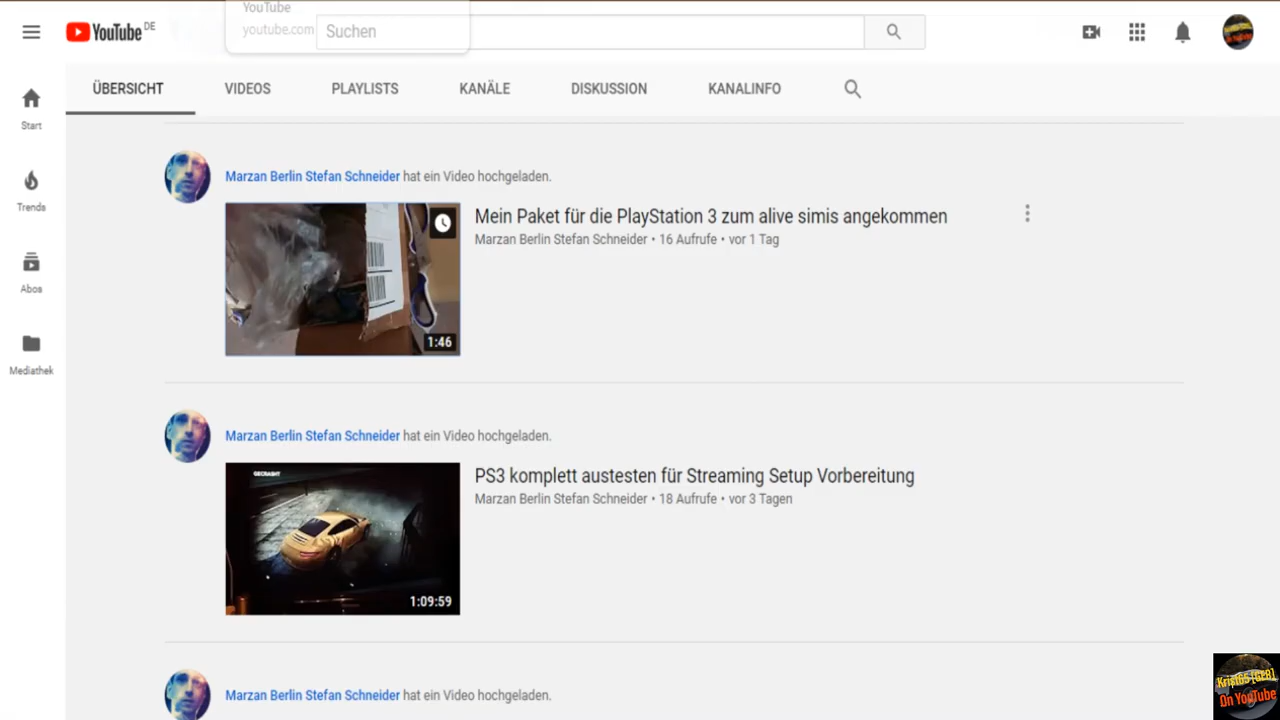 YouTube
youtube.com
YouTube DE
Suchen
ÜBERSICHT
VIDEOS
PLAYLISTS
KANÄLE
DISKUSSION
KANALINFO
Start
Trends
Abos
Mediathek
Marzan Berlin Stefan Schneider hat ein Video hochgeladen.
Mein Paket für die PlayStation 3 zum alive simis angekommen
Marzan Berlin Stefan Schneider • 16 Aufrufe • vor 1 Tag
1:46
Marzan Berlin Stefan Schneider hat ein Video hochgeladen.
GECRASHT
PS3 komplett austesten für Streaming Setup Vorbereitung
Marzan Berlin Stefan Schneider • 18 Aufrufe • vor 3 Tagen
1:09:59
Marzan Berlin Stefan Schneider hat ein Video hochgeladen.
On YouTube